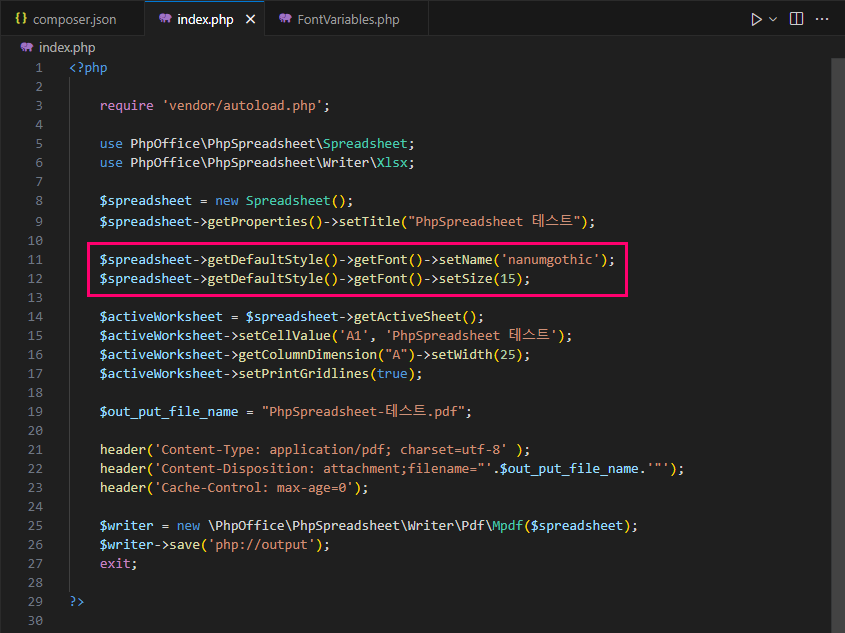 composer.json index.php FontVariables.php
index.php
1 <?php
2
3 require 'vendor/autoload.php';
4
5 use PhpOffice\PhpSpreadsheet\Spreadsheet;
6 use PhpOffice\PhpSpreadsheet\Writer\Xlsx;
7
8 $spreadsheet = new Spreadsheet();
9 $spreadsheet->getProperties()->setTitle("PhpSpreadsheet 테스트");
10
11 $spreadsheet->getDefaultStyle()->getFont()->setName('nanumgothic');
12 $spreadsheet->getDefaultStyle()->getFont()->setSize(15);
13
14 $activeWorksheet = $spreadsheet->getActiveSheet();
15 $activeWorksheet->setCellValue('A1', 'PhpSpreadsheet 테스트');
16 $activeWorksheet->getColumnDimension("A")->setWidth(25);
17 $activeWorksheet->setPrintGridlines(true);
18
19 $out_put_file_name = "PhpSpreadsheet-테스트.pdf";
20
21 header('Content-Type: application/pdf; charset=utf-8' );
22 header('Content-Disposition: attachment;filename="'.$out_put_file_name.'"');
23 header('Cache-Control: max-age=0');
24
25 $writer = new \PhpOffice\PhpSpreadsheet\Writer\Pdf\Mpdf($spreadsheet);
26 $writer->save('php://output');
27 exit;
28
29 ?>
30